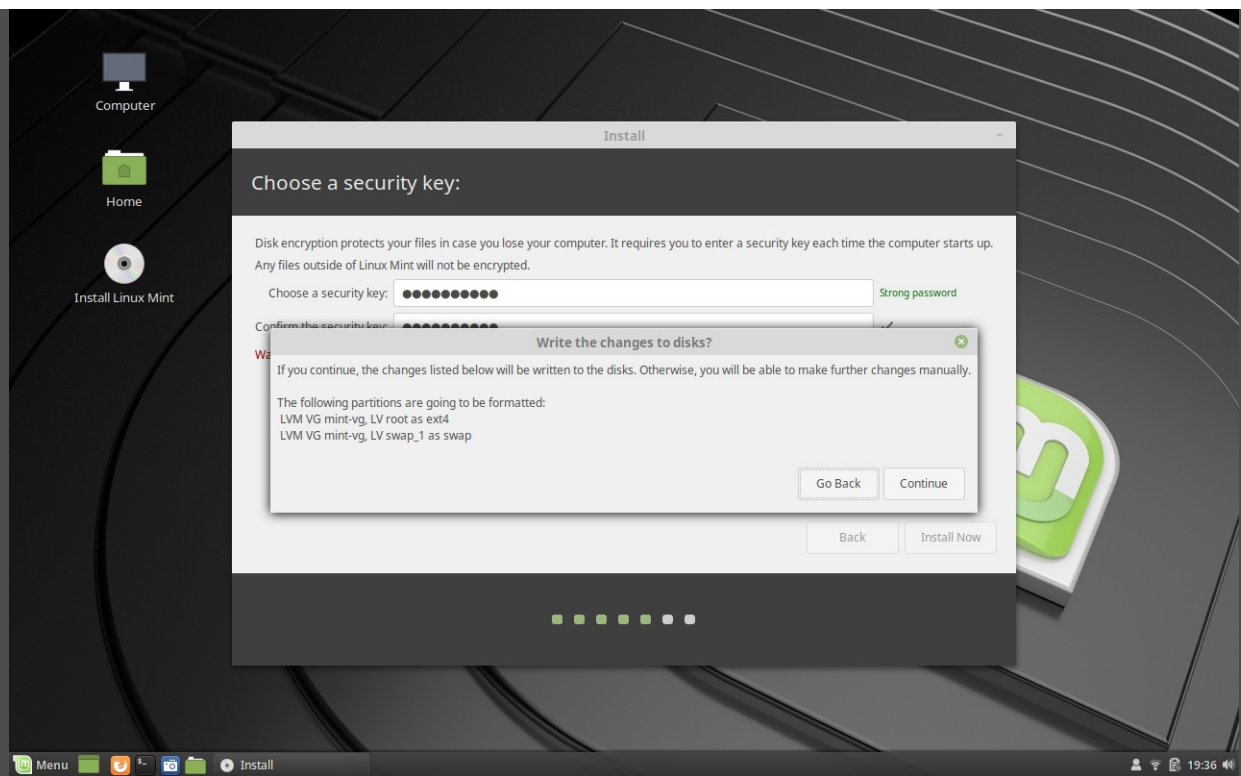 Computer
Home
Install Linux Mint
Install
Choose a security key:
Disk encryption protects your files in case you lose your computer. It requires you to enter a security key each time the computer starts up.
Any files outside of Linux Mint will not be encrypted.
Choose a security key: ●●●●●●●●●● Strong password
Confirm the security key: ●●●●●●●●●●
Write the changes to disks?
If you continue, the changes listed below will be written to the disks. Otherwise, you will be able to make further changes manually.
The following partitions are going to be formatted:
LVM VG mint-vg, LV root as ext4
LVM VG mint-vg, LV swap_1 as swap
Go Back Continue
Back Install Now
Menu Install 19:36